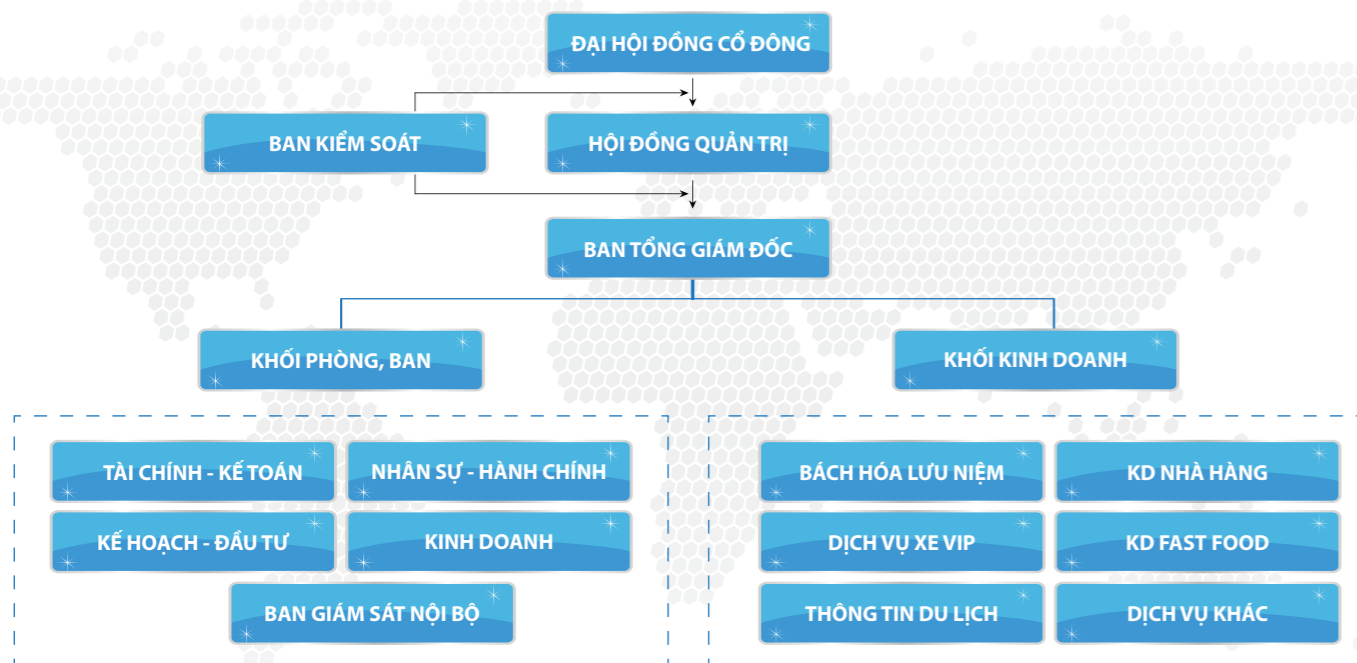 ĐẠI HỘI ĐỒNG CỔ ĐÔNG
BAN KIỂM SOÁT
HỘI ĐỒNG QUẢN TRỊ
BAN TỔNG GIÁM ĐỐC
KHỐI PHÒNG, BAN
KHỐI KINH DOANH
TÀI CHÍNH - KẾ TOÁN
NHÂN SỰ - HÀNH CHÍNH
KẾ HOẠCH - ĐẦU TƯ
KINH DOANH
BAN GIÁM SÁT NỘI BỘ
BÁCH HÓA LƯU NIỆM
KD NHÀ HÀNG
DỊCH VỤ XE VIP
KD FAST FOOD
THÔNG TIN DU LỊCH
DỊCH VỤ KHÁC